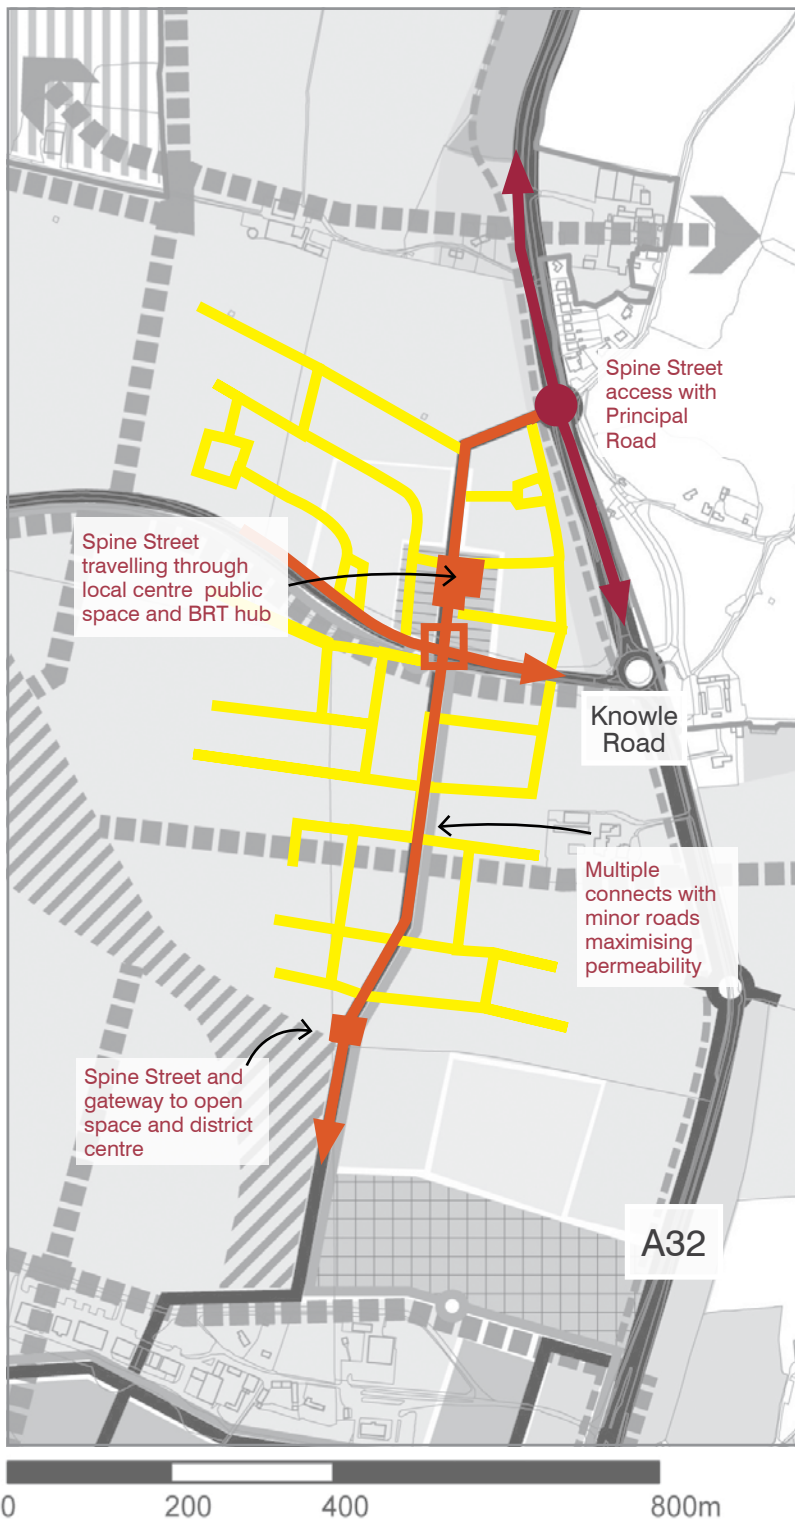 Spine Street
access with
Principal
Road
Spine Street
travelling through
local centre public
space and BRT hub
Knowle
Road
Multiple
connects with
minor roads
maximising
permeability
Spine Street and
gateway to open
space and district
centre
A32
0 200 400 800m